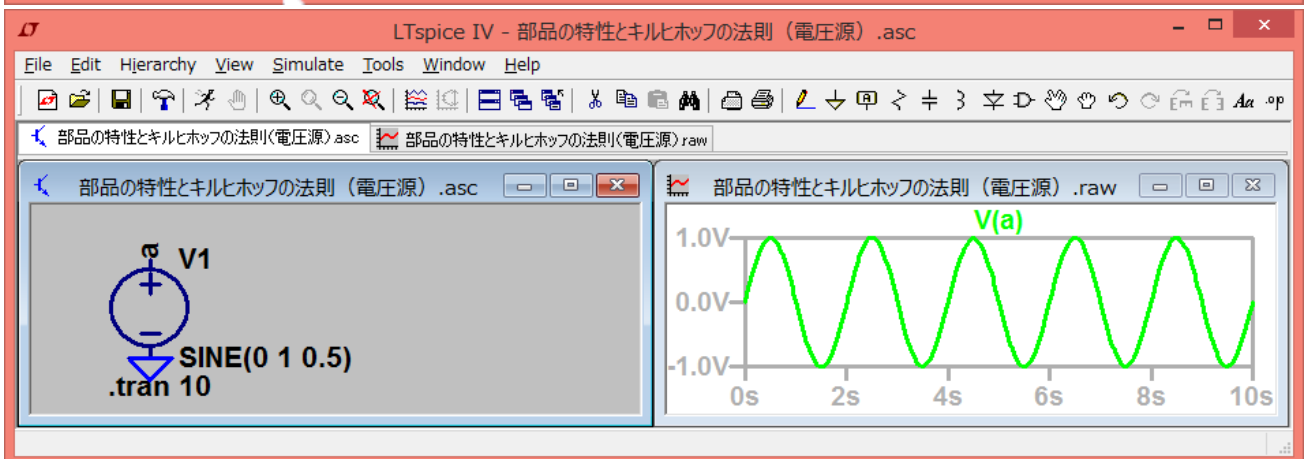 LTspice IV - 部品の特性とキルヒホッフの法則（電圧源）.asc
File Edit Hierarchy View Simulate Tools Window Help
Aa .op
部品の特性とキルヒホッフの法則(電圧源).asc 部品の特性とキルヒホッフの法則(電圧源).raw
部品の特性とキルヒホッフの法則（電圧源）.asc
a V1
SINE(0 1 0.5)
.tran 10
部品の特性とキルヒホッフの法則（電圧源）.raw
V(a)
1.0V
0.0V
-1.0V
0s 2s 4s 6s 8s 10s